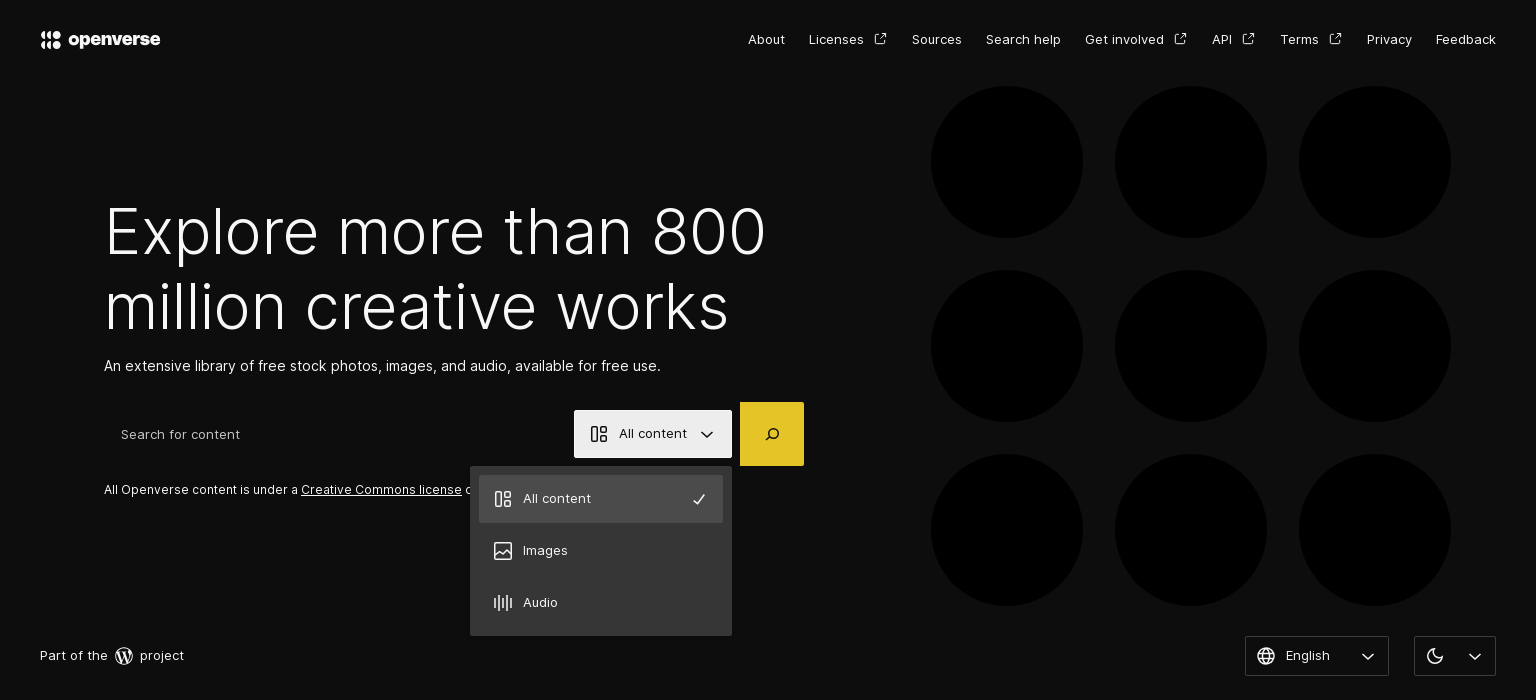 openverse
About Licenses Sources Search help Get involved API Terms Privacy Feedback
Explore more than 800
million creative works
An extensive library of free stock photos, images, and audio, available for free use.
Search for content
All content
All Openverse content is under a Creative Commons license
All content
Images
Audio
Part of the project
English